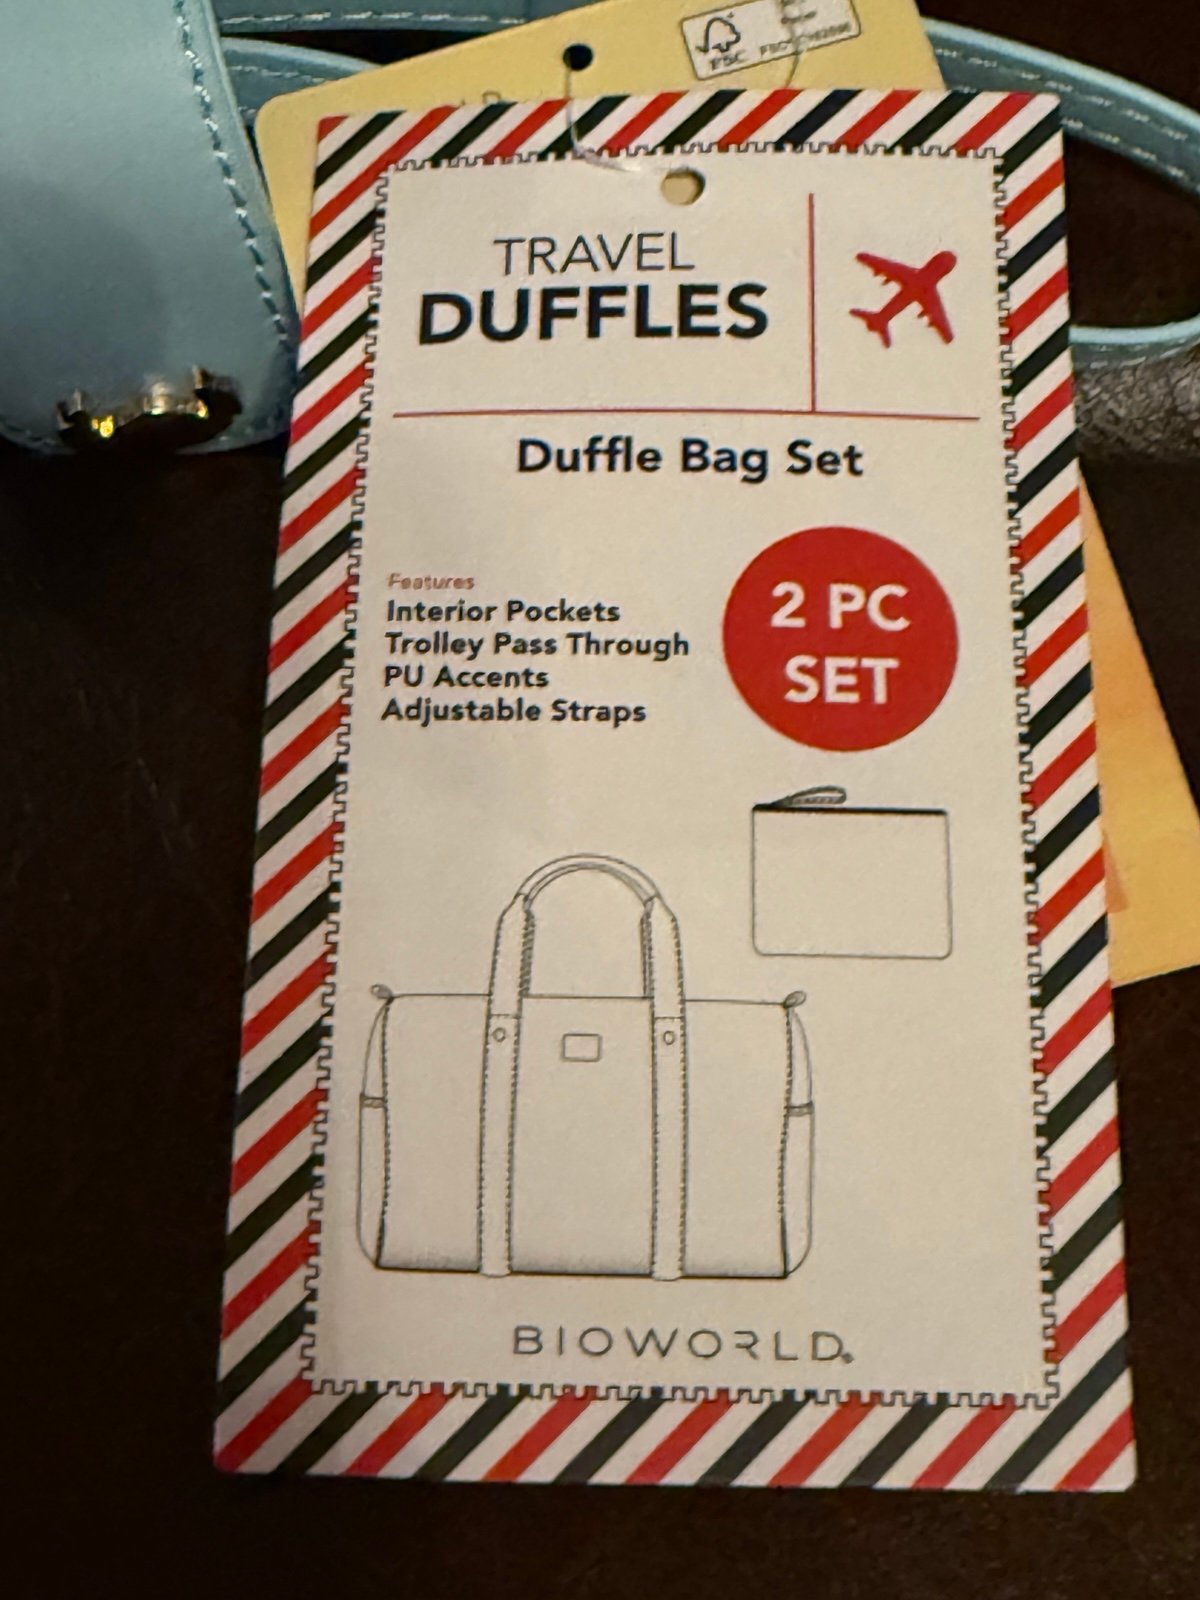 FSC
TRAVEL
DUFFLES
Duffle Bag Set
Features
Interior Pockets
Trolley Pass Through
PU Accents
Adjustable Straps
2 PC
SET
BIOWORLD®